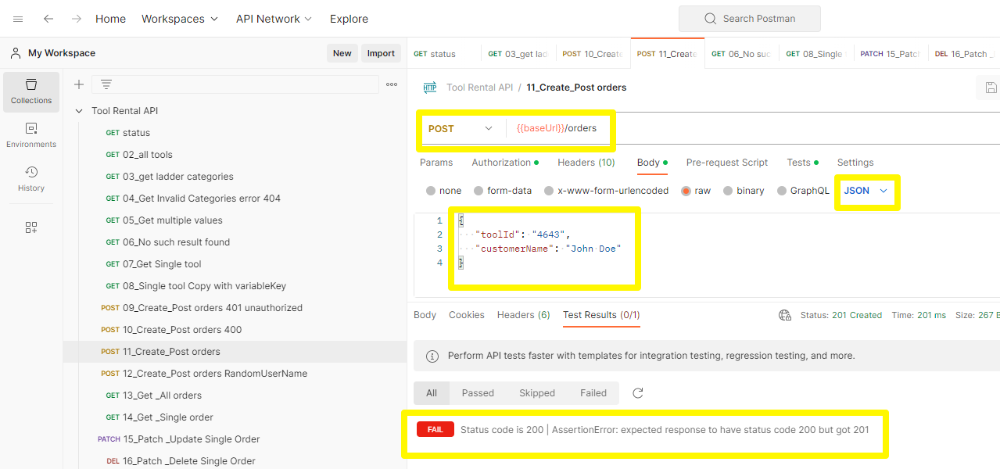 Home Workspaces API Network Explore
Search Postman
My Workspace New Import
Collections
Environments
History
Tool Rental API
GET status
GET 02_all tools
GET 03_get ladder categories
GET 04_Get Invalid Categories error 404
GET 05_Get multiple values
GET 06_No such result found
GET 07_Get Single tool
GET 08_Single tool Copy with variableKey
POST 09_Create_Post orders 401 unauthorized
POST 10_Create_Post orders 400
POST 11_Create_Post orders
POST 12_Create_Post orders RandomUserName
GET 13_Get _All orders
GET 14_Get _Single order
PATCH 15_Patch _Update Single Order
DEL 16_Patch _Delete Single Order
GET status GET 03_get lad POST 10_Create POST 11_Create GET 06_No suc GET 08_Single PATCH 15_Patc DEL 16_Patch _
HTTP Tool Rental API / 11_Create_Post orders
POST {{baseUrl}}/orders
Params Authorization Headers (10) Body Pre-request Script Tests Settings
none form-data x-www-form-urlencoded raw binary GraphQL JSON
1 {
2 "toolId": "4643",
3 "customerName": "John Doe"
4 }
Body Cookies Headers (6) Test Results (0/1) Status: 201 Created Time: 201 ms Size: 267 B
Perform API tests faster with templates for integration testing, regression testing, and more.
All Passed Skipped Failed
FAIL Status code is 200 | AssertionError: expected response to have status code 200 but got 201